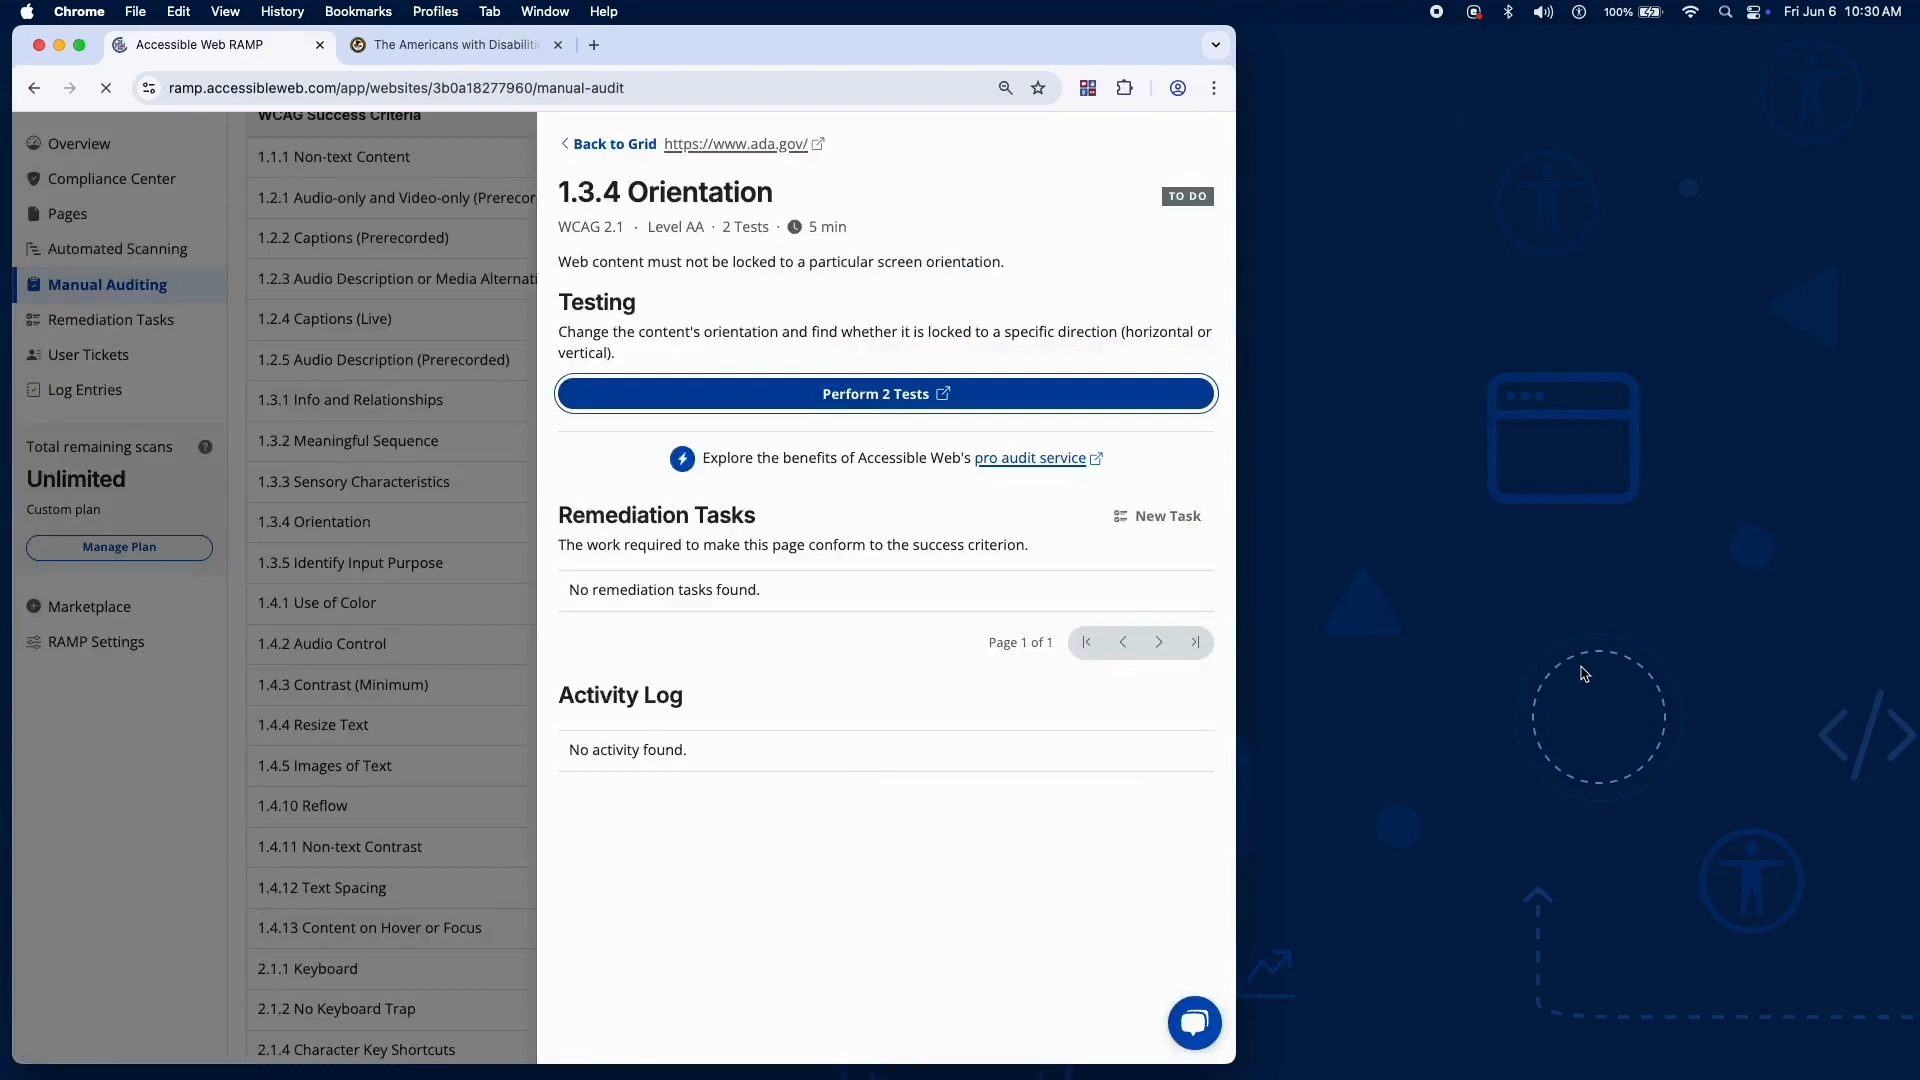 Chrome File Edit View History Bookmarks Profiles Tab Window Help 100% Fri Jun 6 10:30 AM
Accessible Web RAMP The Americans with Disabiliti
ramp.accessibleweb.com/app/websites/3b0a18277960/manual-audit
Overview
Compliance Center
Pages
Automated Scanning
Manual Auditing
Remediation Tasks
User Tickets
Log Entries
Total remaining scans
Unlimited
Custom plan
Manage Plan
Marketplace
RAMP Settings
WCAG Success Criteria
1.1.1 Non-text Content
1.2.1 Audio-only and Video-only (Prerecor
1.2.2 Captions (Prerecorded)
1.2.3 Audio Description or Media Alternati
1.2.4 Captions (Live)
1.2.5 Audio Description (Prerecorded)
1.3.1 Info and Relationships
1.3.2 Meaningful Sequence
1.3.3 Sensory Characteristics
1.3.4 Orientation
1.3.5 Identify Input Purpose
1.4.1 Use of Color
1.4.2 Audio Control
1.4.3 Contrast (Minimum)
1.4.4 Resize Text
1.4.5 Images of Text
1.4.10 Reflow
1.4.11 Non-text Contrast
1.4.12 Text Spacing
1.4.13 Content on Hover or Focus
2.1.1 Keyboard
2.1.2 No Keyboard Trap
2.1.4 Character Key Shortcuts
Back to Grid https://www.ada.gov/
1.3.4 Orientation
TO DO
WCAG 2.1 · Level AA · 2 Tests · 5 min
Web content must not be locked to a particular screen orientation.
Testing
Change the content's orientation and find whether it is locked to a specific direction (horizontal or
vertical).
Perform 2 Tests
Explore the benefits of Accessible Web's pro audit service
Remediation Tasks
New Task
The work required to make this page conform to the success criterion.
No remediation tasks found.
Page 1 of 1
Activity Log
No activity found.